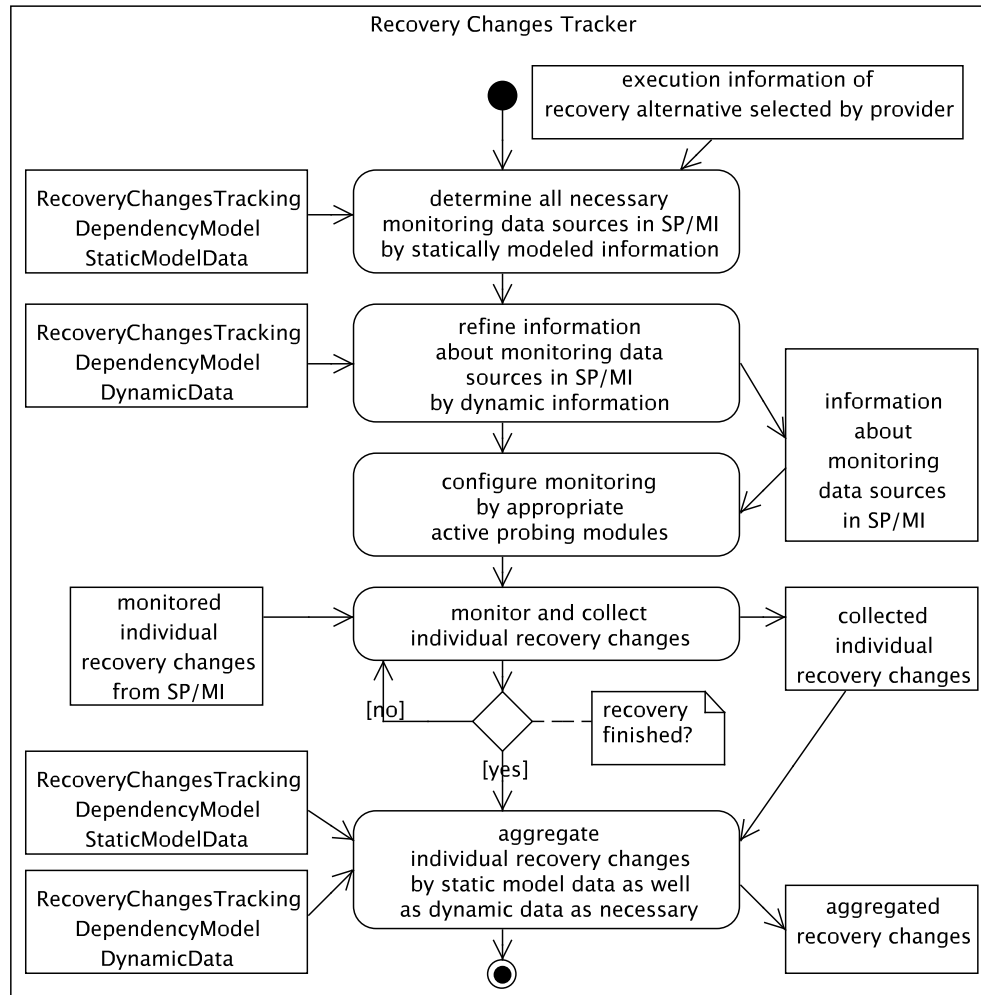 Recovery Changes Tracker
execution information of
recovery alternative selected by provider
RecoveryChangesTracking
DependencyModel
StaticModelData
determine all necessary
monitoring data sources in SP/MI
by statically modeled information
RecoveryChangesTracking
DependencyModel
DynamicData
refine information
about monitoring data
sources in SP/MI
by dynamic information
information
about
monitoring
data sources
in SP/MI
configure monitoring
by appropriate
active probing modules
monitored
individual
recovery changes
from SP/MI
monitor and collect
individual recovery changes
collected
individual
recovery changes
[no]
recovery
finished?
[yes]
RecoveryChangesTracking
DependencyModel
StaticModelData
aggregate
individual recovery changes
by static model data as well
as dynamic data as necessary
RecoveryChangesTracking
DependencyModel
DynamicData
aggregated
recovery changes